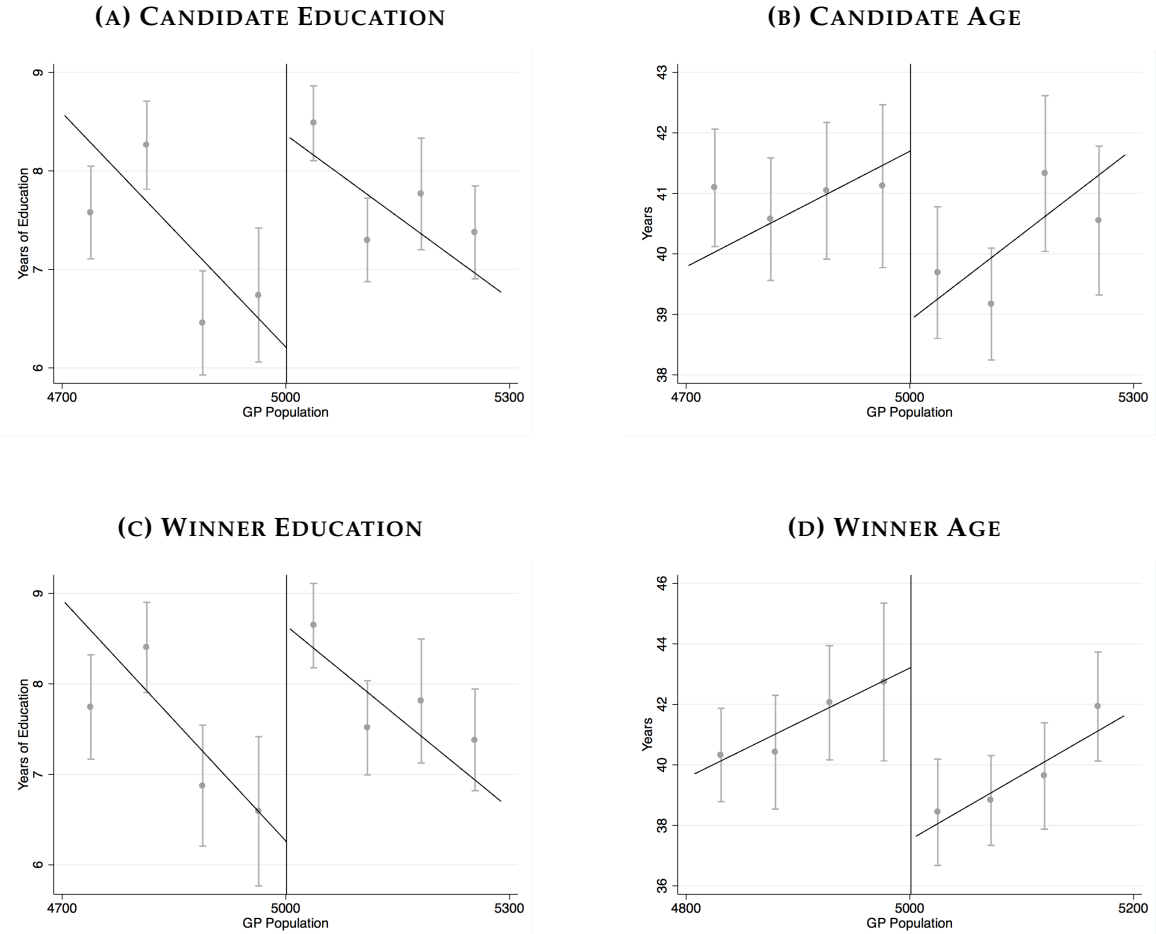 (A) CANDIDATE EDUCATION
9
8
7
6
Years of Education
4700 5000 5300
GP Population
(B) CANDIDATE AGE
43
42
41
40
39
38
Years
4700 5000 5300
GP Population
(C) WINNER EDUCATION
9
8
7
6
Years of Education
4700 5000 5300
GP Population
(D) WINNER AGE
46
44
42
40
38
36
Years
4800 5000 5200
GP Population